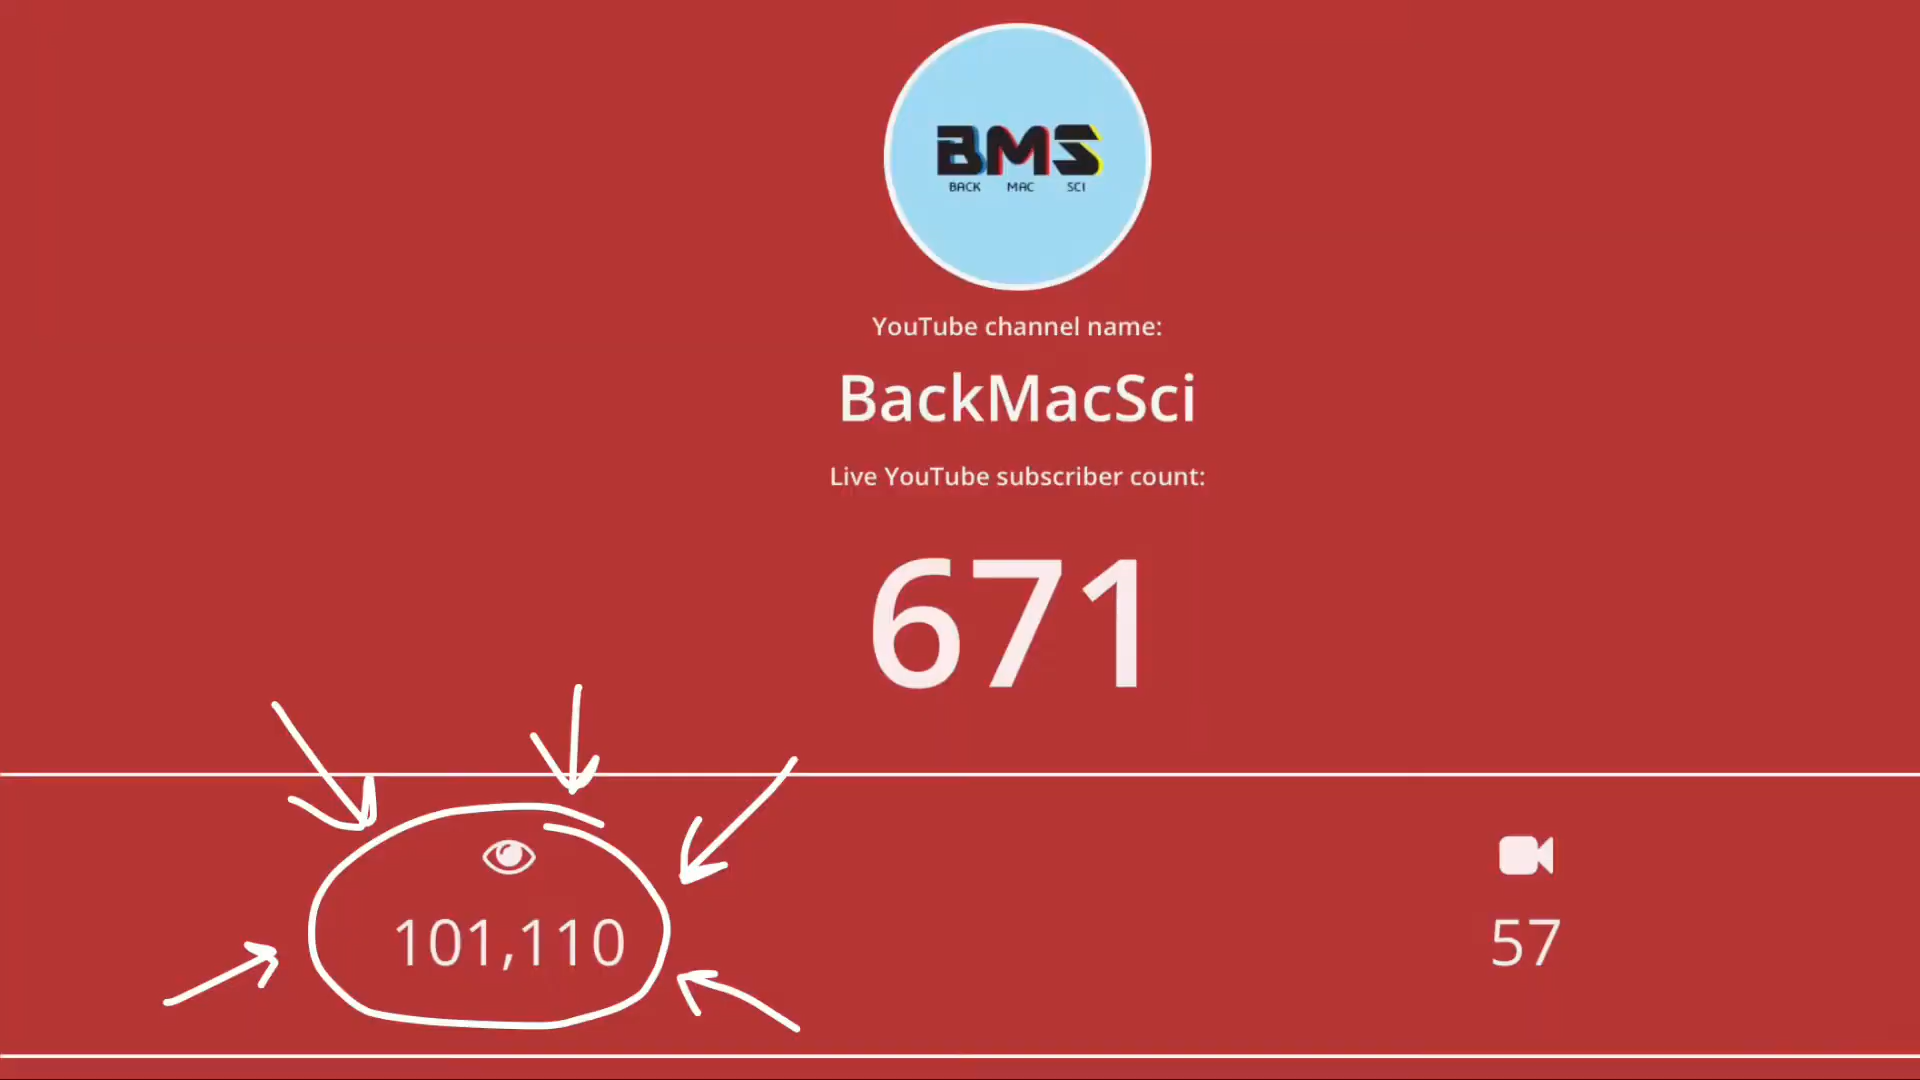 BMS
BACK MAC SCI
YouTube channel name:
BackMacSci
Live YouTube subscriber count:
671
101,110
57